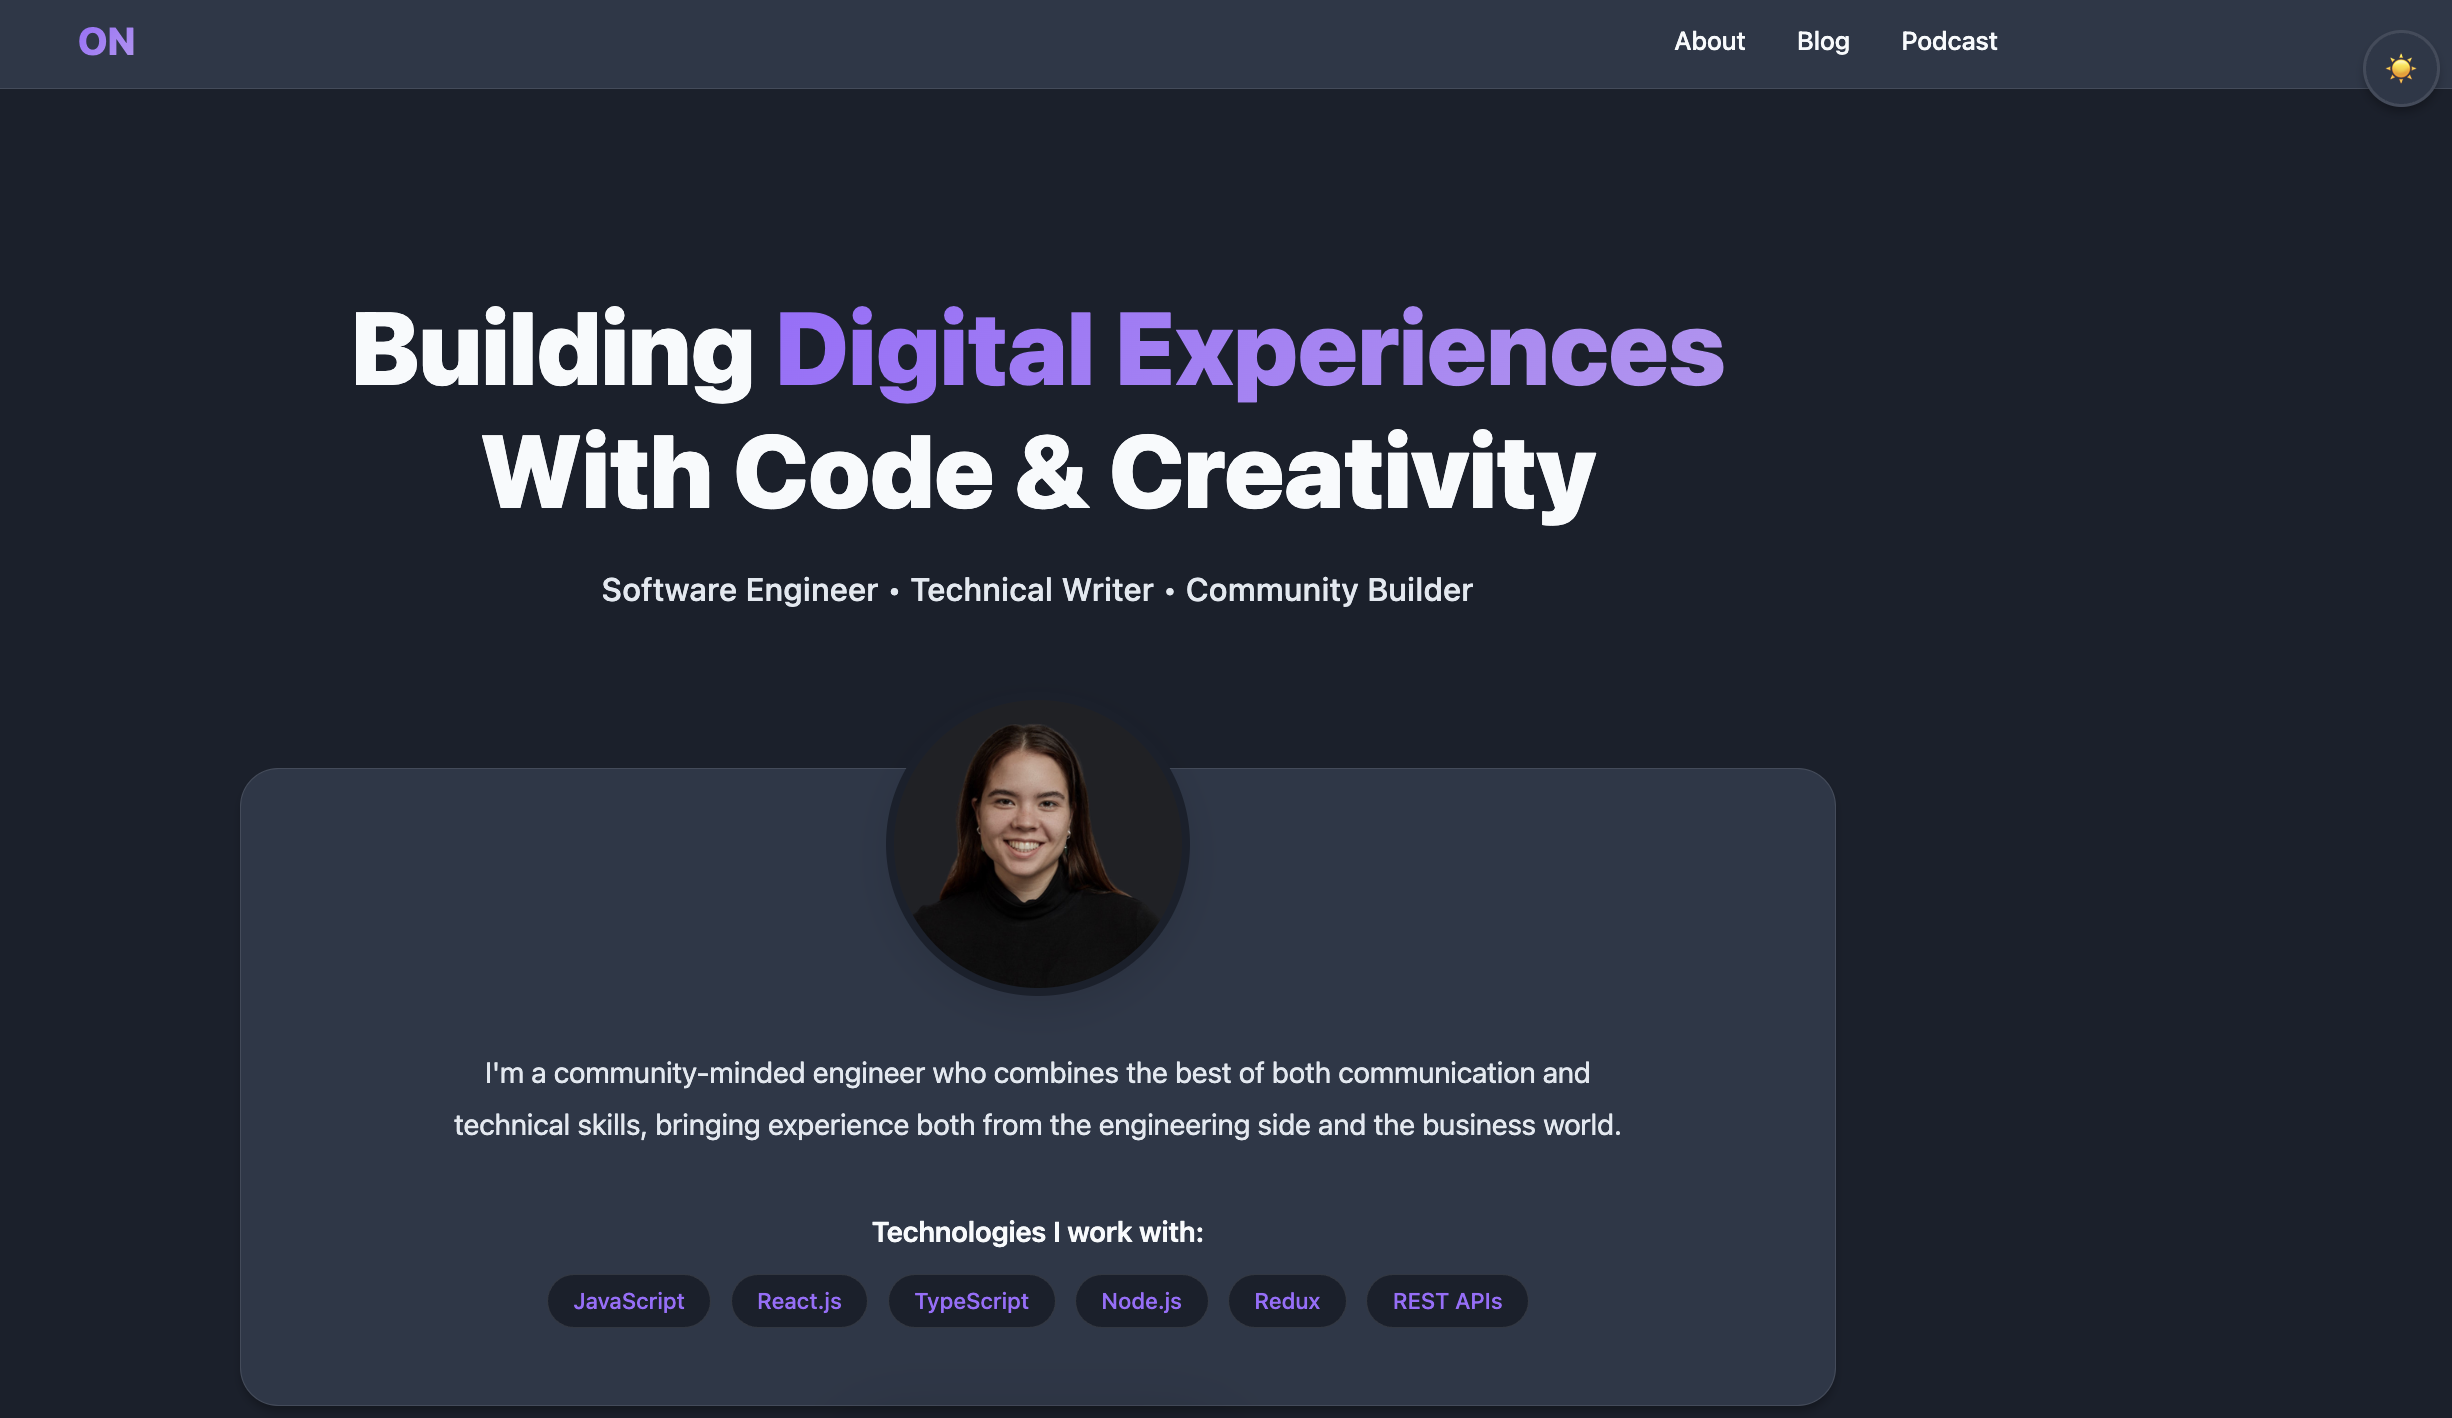 ON
About Blog Podcast
Building Digital Experiences
With Code & Creativity
Software Engineer • Technical Writer • Community Builder
I'm a community-minded engineer who combines the best of both communication and
technical skills, bringing experience both from the engineering side and the business world.
Technologies I work with:
JavaScript React.js TypeScript Node.js Redux REST APIs